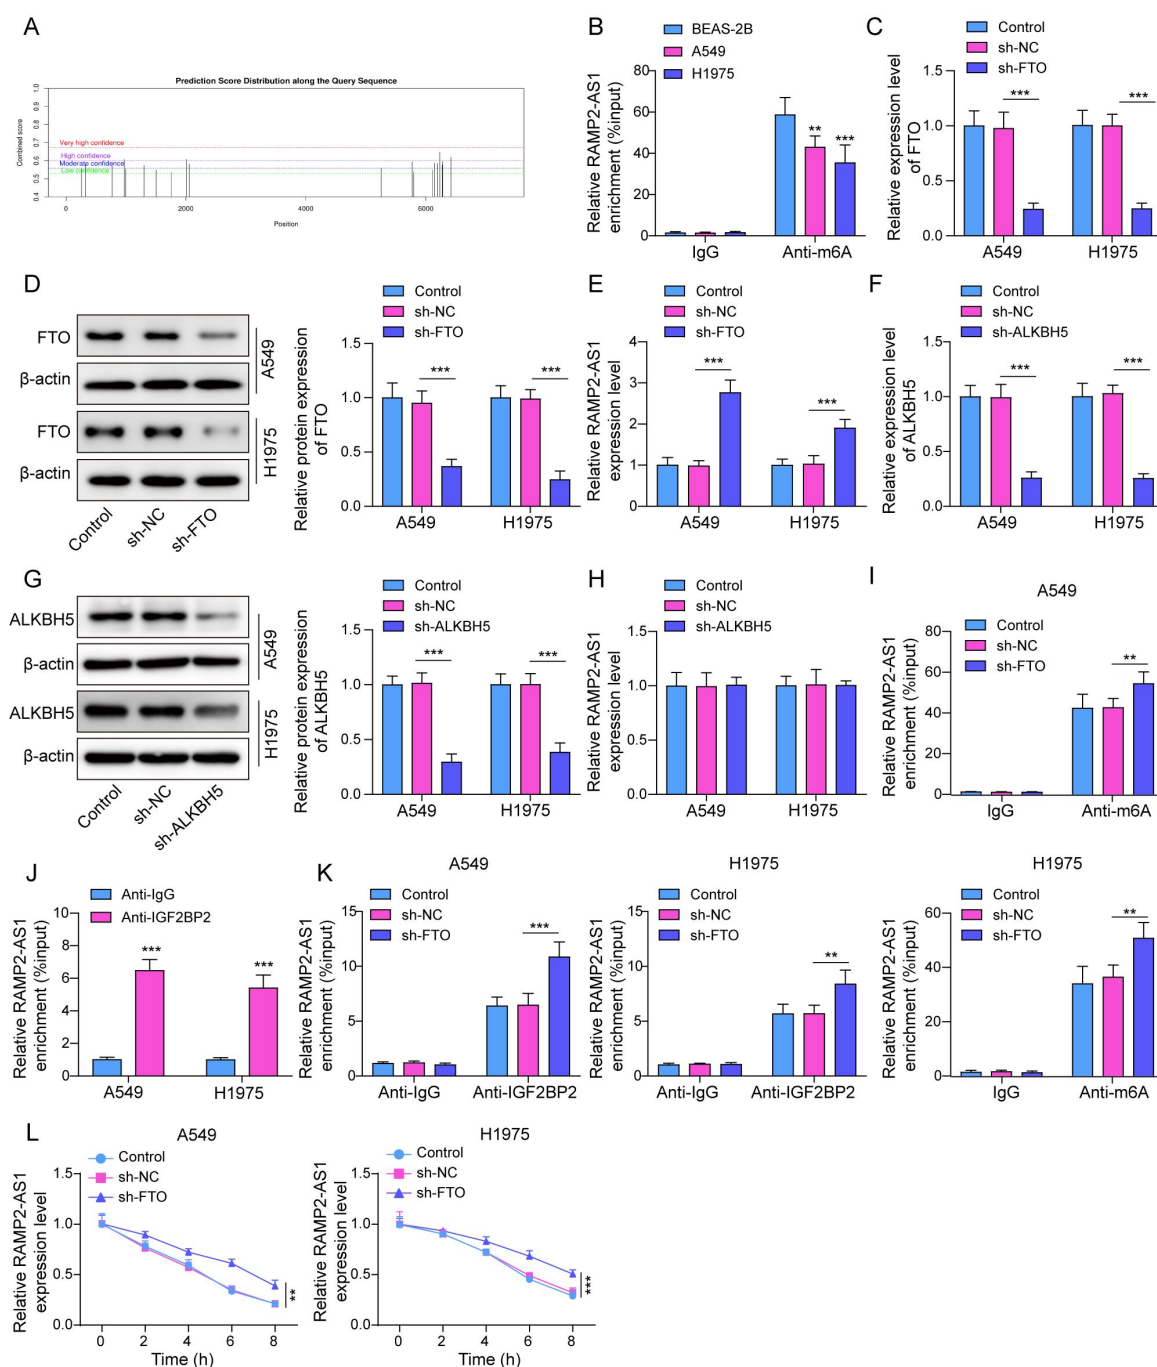 A
Prediction Score Distribution along the Query Sequence
Combined score
1.0
0.9
0.8
0.7
0.6
0.5
0.4
Very high confidence
High confidence
Moderate confidence
Low confidence
0
2000
4000
6000
Position
B
BEAS-2B
A549
H1975
Relative RAMP2-AS1
enrichment (%input)
80
60
40
20
0
**
***
IgG
Anti-m6A
C
Control
sh-NC
sh-FTO
Relative expression level
of FTO
1.5
1.0
0.5
0.0
***
***
A549
H1975
D
FTO
β-actin
A549
FTO
β-actin
H1975
Control
sh-NC
sh-FTO
Control
sh-NC
sh-FTO
Relative protein expression
of FTO
1.5
1.0
0.5
0.0
***
***
A549
H1975
E
Control
sh-NC
sh-FTO
Relative RAMP2-AS1
expression level
4
3
2
1
0
***
***
A549
H1975
F
Control
sh-NC
sh-ALKBH5
Relative expression level
of ALKBH5
1.5
1.0
0.5
0.0
***
***
A549
H1975
G
ALKBH5
β-actin
A549
ALKBH5
β-actin
H1975
Control
sh-NC
sh-ALKBH5
Control
sh-NC
sh-ALKBH5
Relative protein expression
of ALKBH5
1.5
1.0
0.5
0.0
***
***
A549
H1975
H
Control
sh-NC
sh-ALKBH5
Relative RAMP2-AS1
expression level
1.5
1.0
0.5
0.0
A549
H1975
I
A549
Control
sh-NC
sh-FTO
Relative RAMP2-AS1
enrichment (%input)
80
60
40
20
0
**
IgG
Anti-m6A
H1975
Control
sh-NC
sh-FTO
Relative RAMP2-AS1
enrichment (%input)
60
40
20
0
**
IgG
Anti-m6A
J
Anti-IgG
Anti-IGF2BP2
Relative RAMP2-AS1
enrichment (%input)
10
8
6
4
2
0
***
***
A549
H1975
K
A549
Control
sh-NC
sh-FTO
Relative RAMP2-AS1
enrichment (%input)
15
10
5
0
***
Anti-IgG
Anti-IGF2BP2
H1975
Control
sh-NC
sh-FTO
Relative RAMP2-AS1
enrichment (%input)
15
10
5
0
**
Anti-IgG
Anti-IGF2BP2
L
A549
Control
sh-NC
sh-FTO
Relative RAMP2-AS1
expression level
1.5
1.0
0.5
0.0
**
0
2
4
6
8
Time (h)
H1975
Control
sh-NC
sh-FTO
Relative RAMP2-AS1
expression level
1.5
1.0
0.5
0.0
***
0
2
4
6
8
Time (h)